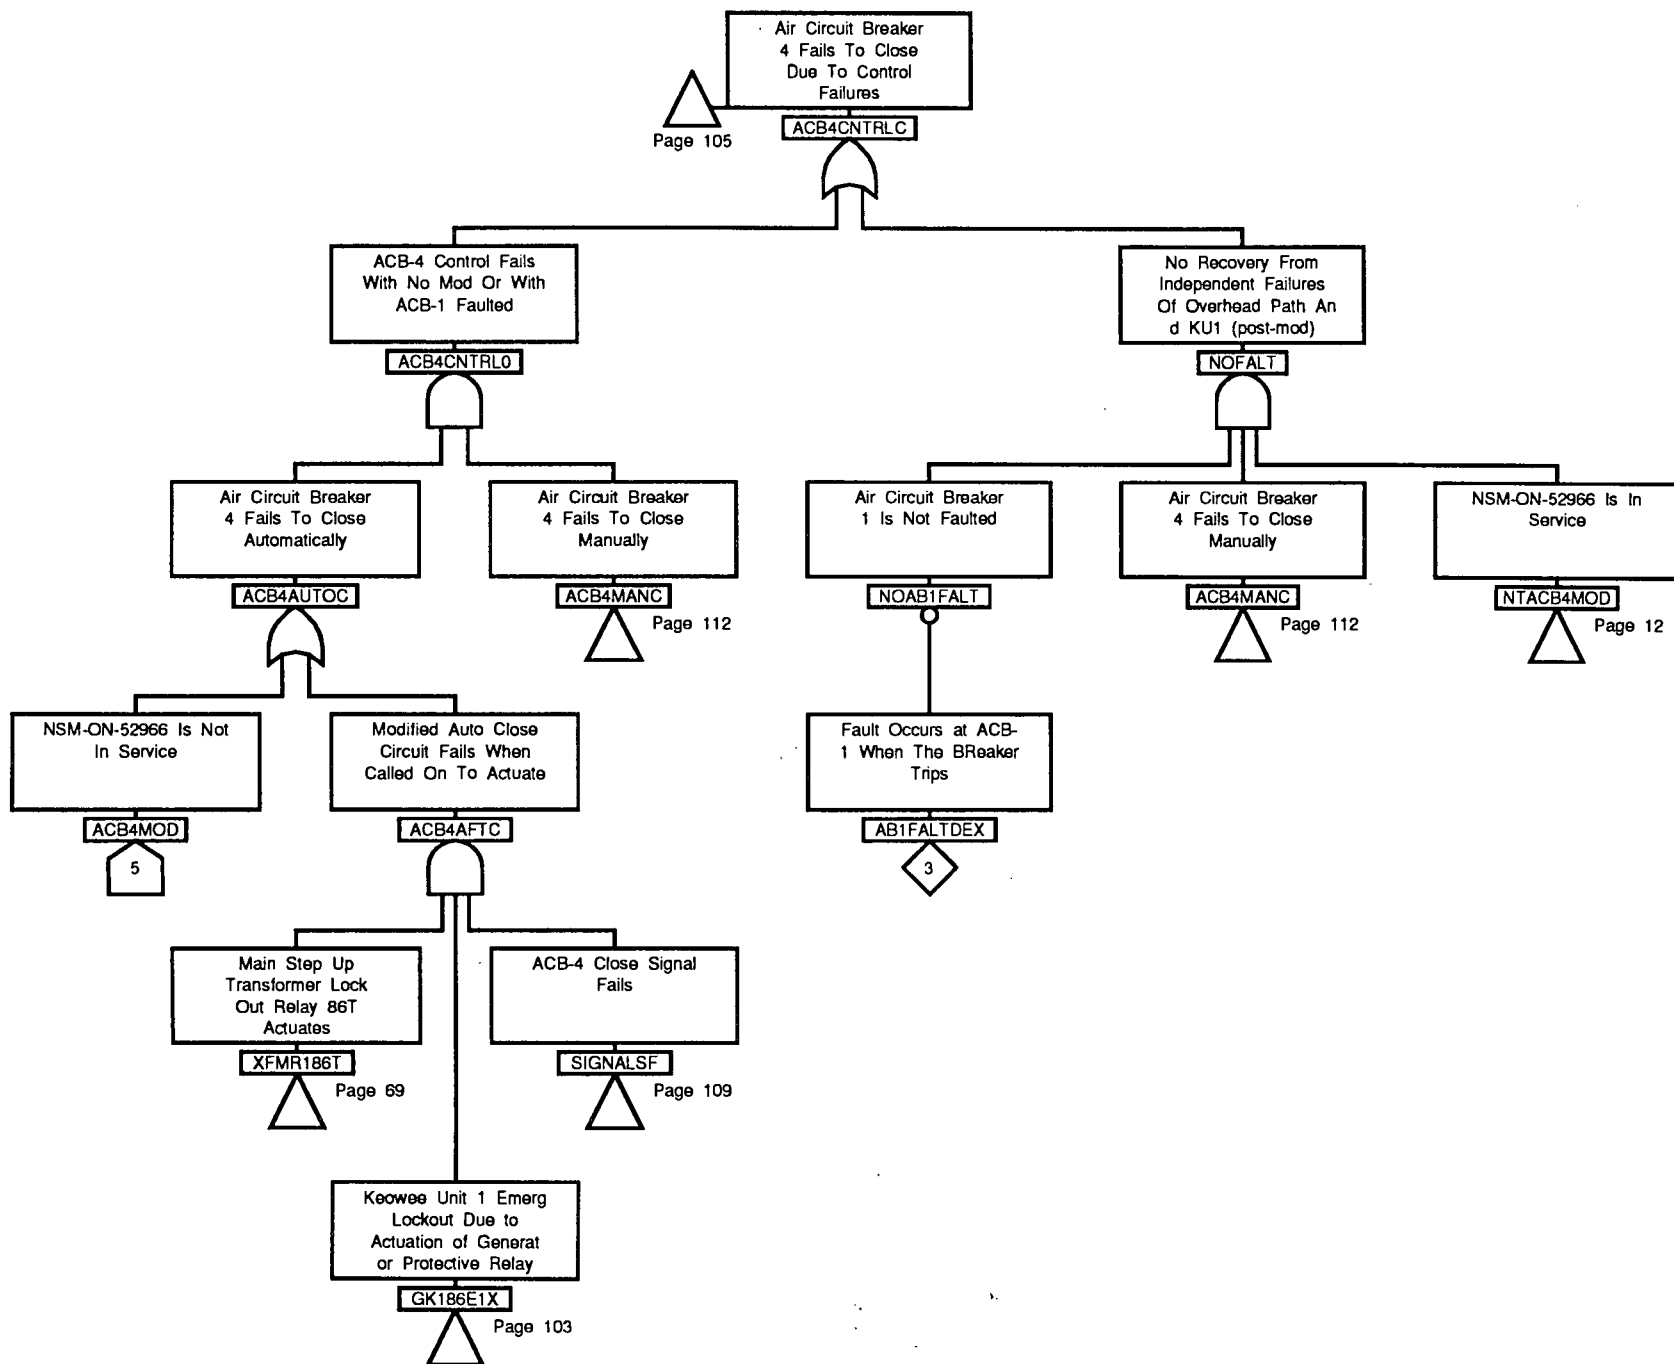 Air Circuit Breaker
4 Fails To Close
Due To Control
Failures
Page 105
ACB4CNTRLC
ACB-4 Control Fails
With No Mod Or With
ACB-1 Faulted
ACB4CNTRL0
No Recovery From
Independent Failures
Of Overhead Path An
d KU1 (post-mod)
NOFALT
Air Circuit Breaker
4 Fails To Close
Automatically
ACB4AUTOC
Air Circuit Breaker
4 Fails To Close
Manually
ACB4MANC
Page 112
Air Circuit Breaker
1 Is Not Faulted
NOAB1FALT
Air Circuit Breaker
4 Fails To Close
Manually
ACB4MANC
Page 112
NSM-ON-52966 Is In
Service
NTACB4MOD
Page 12
NSM-ON-52966 Is Not
In Service
ACB4MOD
5
Modified Auto Close
Circuit Fails When
Called On To Actuate
ACB4AFTC
Fault Occurs at ACB-
1 When The BReaker
Trips
AB1FALTDEX
3
Main Step Up
Transformer Lock
Out Relay 86T
Actuates
XFMR186T
Page 69
ACB-4 Close Signal
Fails
SIGNALSF
Page 109
Keowee Unit 1 Emerg
Lockout Due to
Actuation of Generat
or Protective Relay
GK186E1X
Page 103